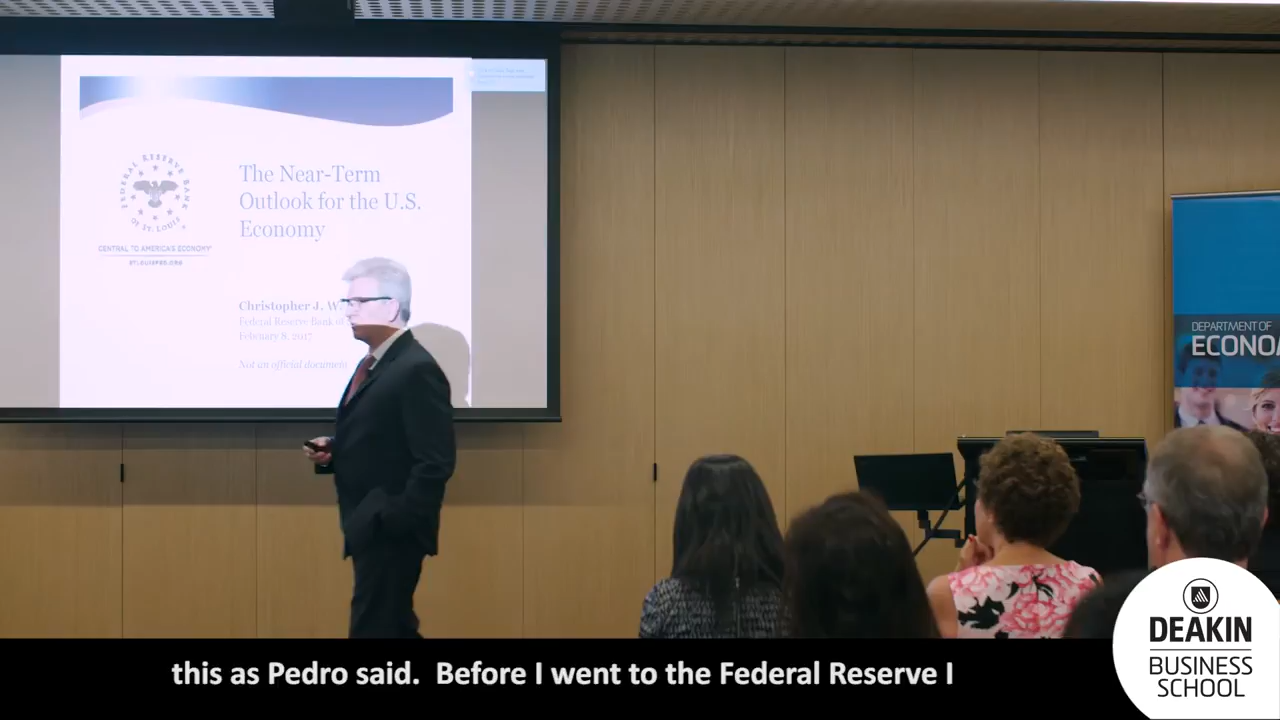 FEDERAL RESERVE BANK
OF ST. LOUIS
CENTRAL TO AMERICA'S ECONOMY®
STLOUISFED.ORG
The Near-Term
Outlook for the U.S.
Economy
Christopher J. W
Federal Reserve Bank of
February 8, 2017
Not an official document
DEPARTMENT OF
ECONO
this as Pedro said.  Before I went to the Federal Reserve I
DEAKIN
BUSINESS
SCHOOL